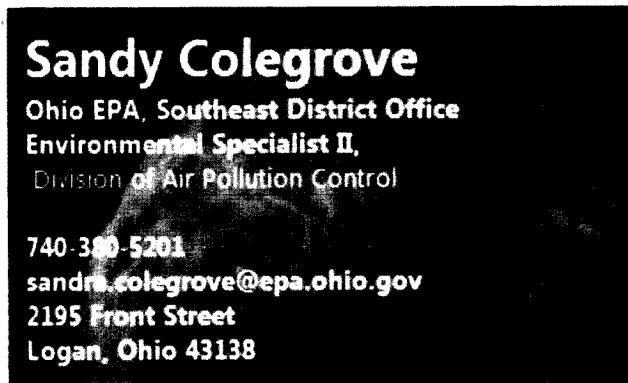 Sandy Colegrove
Ohio EPA, Southeast District Office
Environmental Specialist II,
Division of Air Pollution Control
740-380-5201
sandra.colegrove@epa.ohio.gov
2195 Front Street
Logan, Ohio 43138